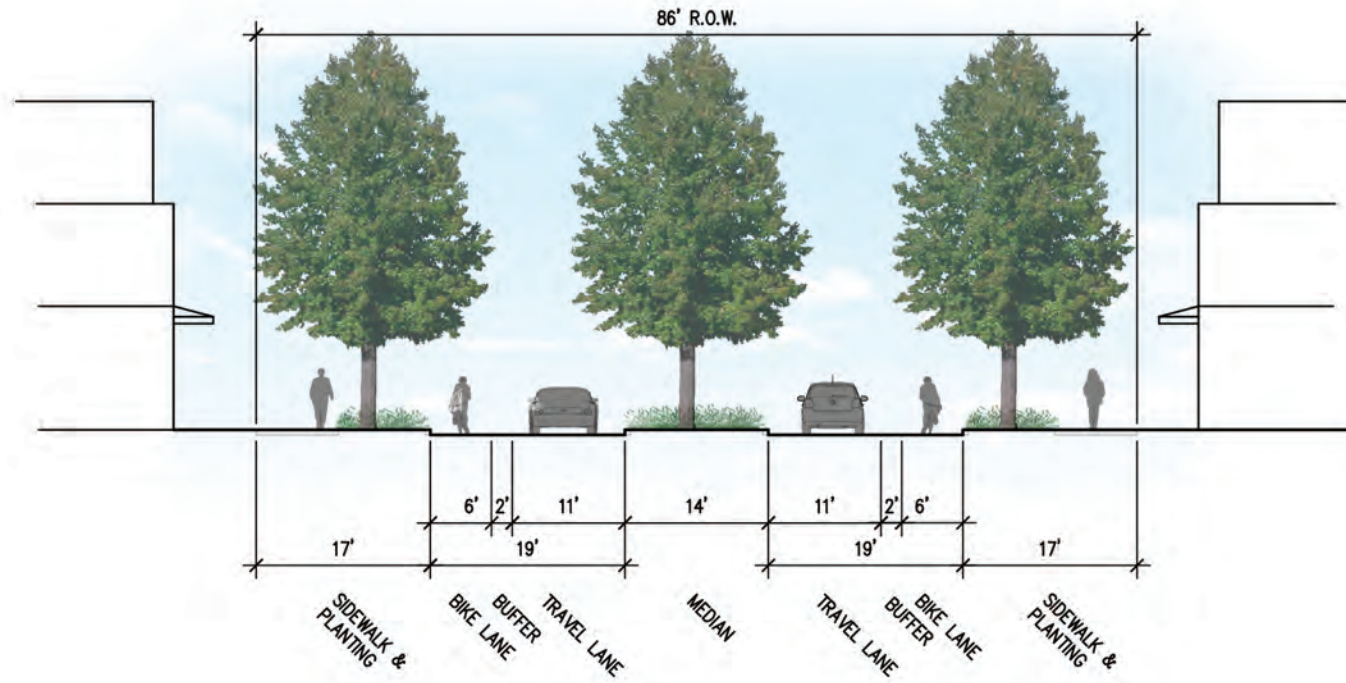 86' R.O.W.
6' 2' 11' 14' 11' 2' 6'
17' 19' 19' 17'
SIDEWALK &
PLANTING
BIKE LANE
BUFFER
TRAVEL LANE
MEDIAN
TRAVEL LANE
BUFFER
BIKE LANE
SIDEWALK &
PLANTING